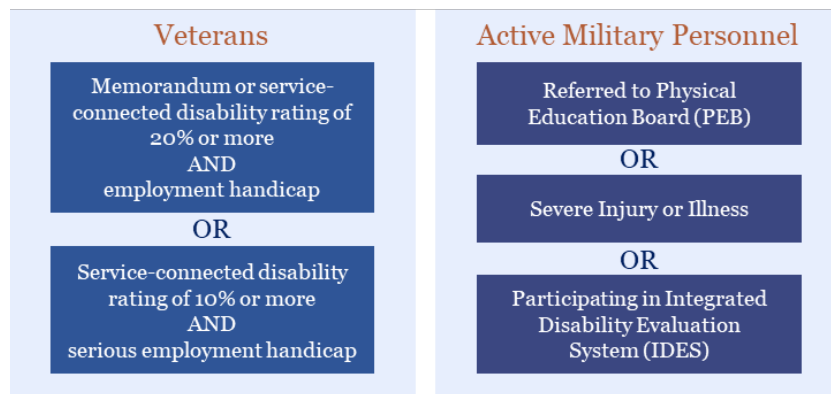 Veterans
Memorandum or service-
connected disability rating of
20% or more
AND
employment handicap
OR
Service-connected disability
rating of 10% or more
AND
serious employment handicap
Active Military Personnel
Referred to Physical
Education Board (PEB)
OR
Severe Injury or Illness
OR
Participating in Integrated
Disability Evaluation
System (IDES)